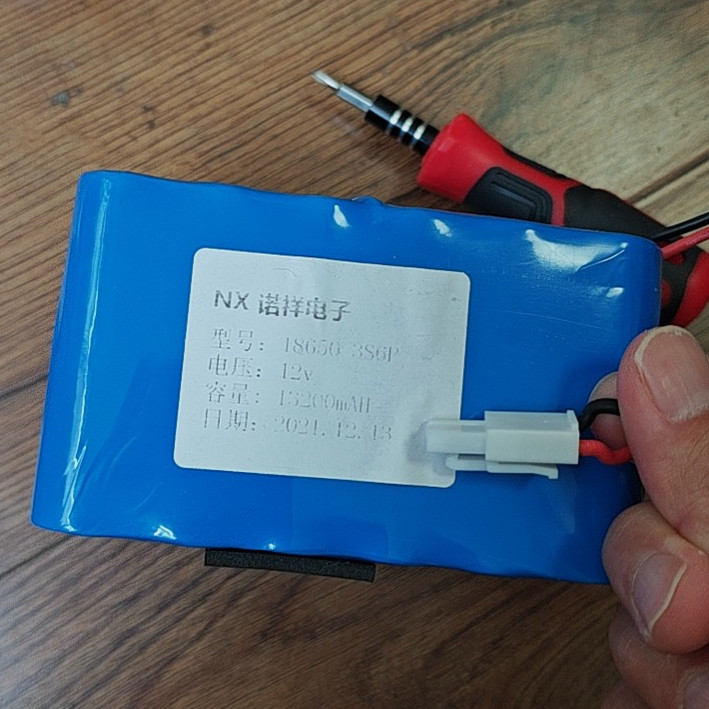 NX 诺祥电子
型号: 18650 3S6P
电压: 12v
容量: 13200mAH
日期: 2021.12.13